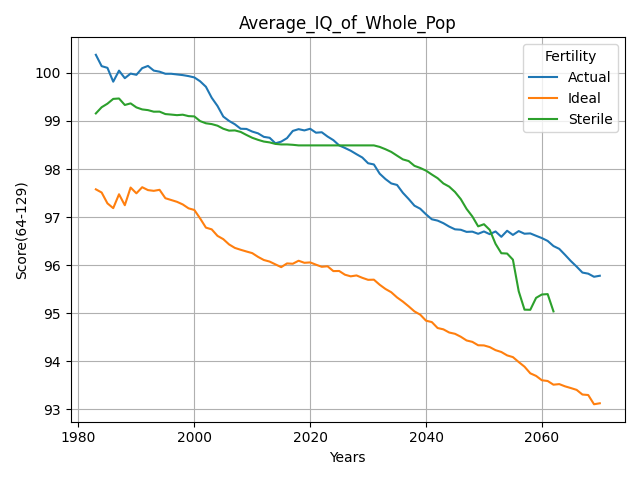 Average_IQ_of_Whole_Pop
Fertility
Actual
Ideal
Sterile
Score(64-129)
100
99
98
97
96
95
94
93
1980
2000
2020
2040
2060
Years